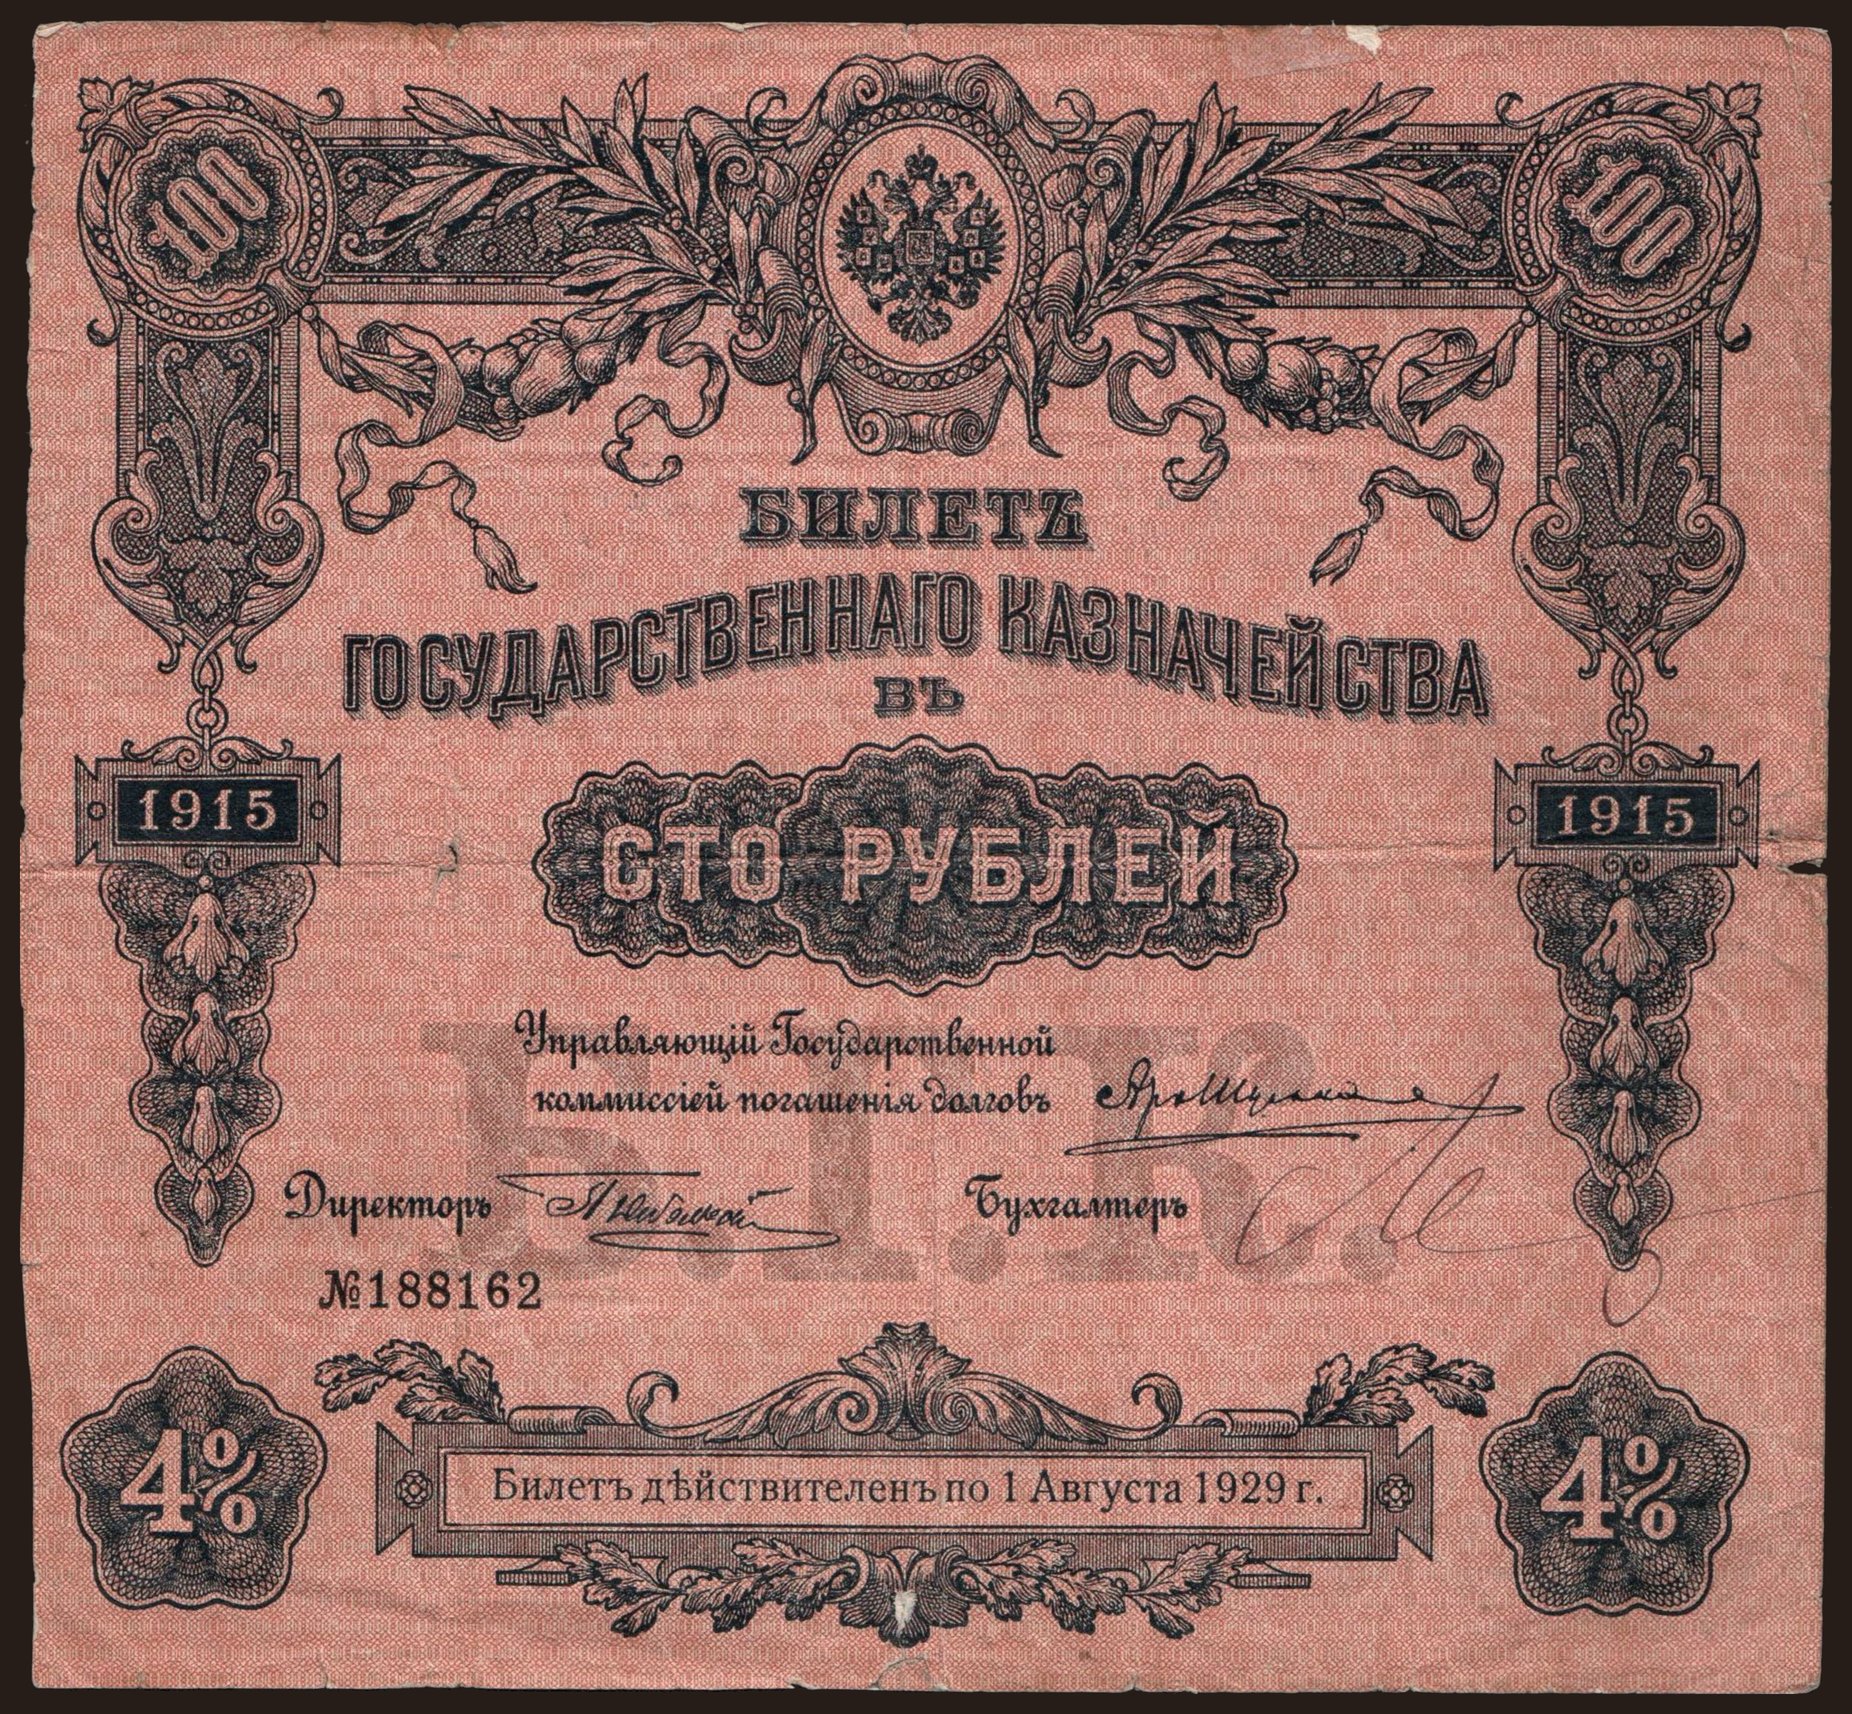 100 100
БИЛЕТЪ
ГОСУДАРСТВЕННАГО КАЗНАЧЕЙСТВА
ВЪ
1915 1915
СТО РУБЛЕЙ
Управляющій Государственной
коммиссіей погашенія долговъ
Директоръ Бухгалтеръ
Б.Г.К.
№188162
4% 4%
Билетъ дѣйствителенъ по 1 Августа 1929 г.